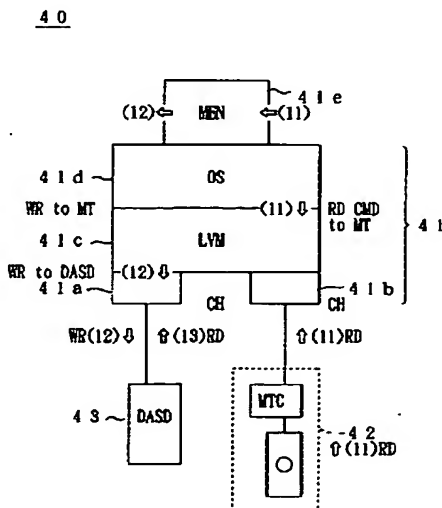 40
41e
(12) ⇦ MEN ⇦ (11)
41d OS
WR to MT (11) ⇩ RD CMD to MT
41
41c LVM
WR to DASD (12) ⇩
41a CH CH 41b
WR(12) ⇩ ⇧(13)RD ⇧(11)RD
43 DASD
MTC
42
⇧(11)RD